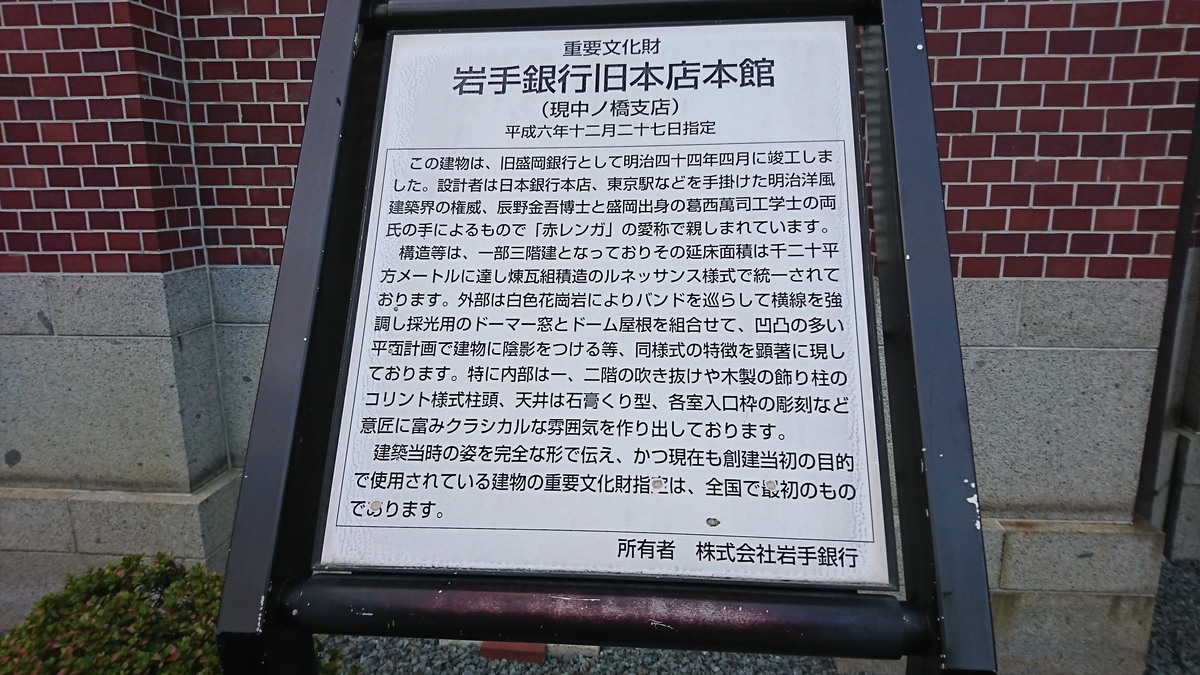 重要文化財
岩手銀行旧本店本館
（現中ノ橋支店）
平成六年十二月二十七日指定
この建物は、旧盛岡銀行として明治四十四年四月に竣工しま
した。設計者は日本銀行本店、東京駅などを手掛けた明治洋風
建築界の権威、辰野金吾博士と盛岡出身の葛西萬司工学士の両
氏の手によるもので「赤レンガ」の愛称で親しまれています。
構造等は、一部三階建となっておりその延床面積は千二十平
方メートルに達し煉瓦組積造のルネッサンス様式で統一されて
おります。外部は白色花崗岩によりバンドを巡らして横線を強
調し採光用のドーマー窓とドーム屋根を組合せて、凹凸の多い
平面計画で建物に陰影をつける等、同様式の特徴を顕著に現し
ております。特に内部は一、二階の吹き抜けや木製の飾り柱の
コリント様式柱頭、天井は石膏くり型、各室入口枠の彫刻など
意匠に富みクラシカルな雰囲気を作り出しております。
建築当時の姿を完全な形で伝え、かつ現在も創建当初の目的
で使用されている建物の重要文化財指定は、全国で最初のもの
であります。
所有者　株式会社岩手銀行